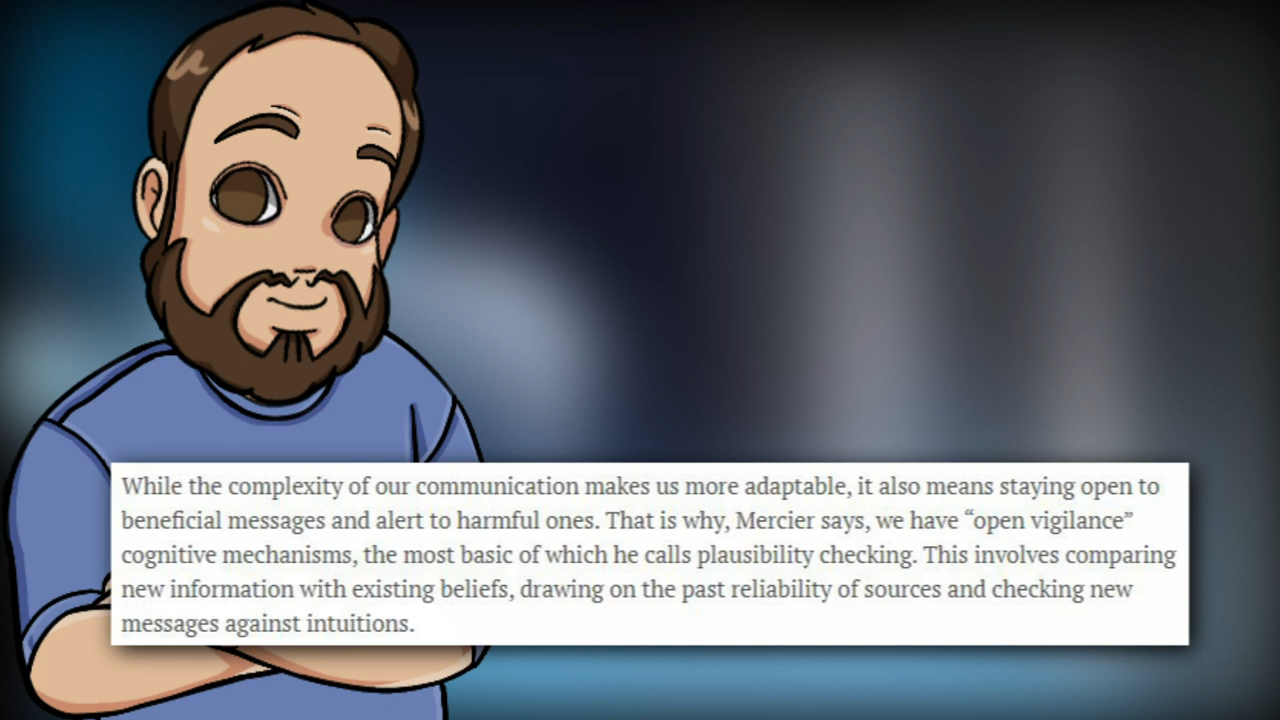 While the complexity of our communication makes us more adaptable, it also means staying open to
beneficial messages and alert to harmful ones. That is why, Mercier says, we have “open vigilance”
cognitive mechanisms, the most basic of which he calls plausibility checking. This involves comparing
new information with existing beliefs, drawing on the past reliability of sources and checking new
messages against intuitions.